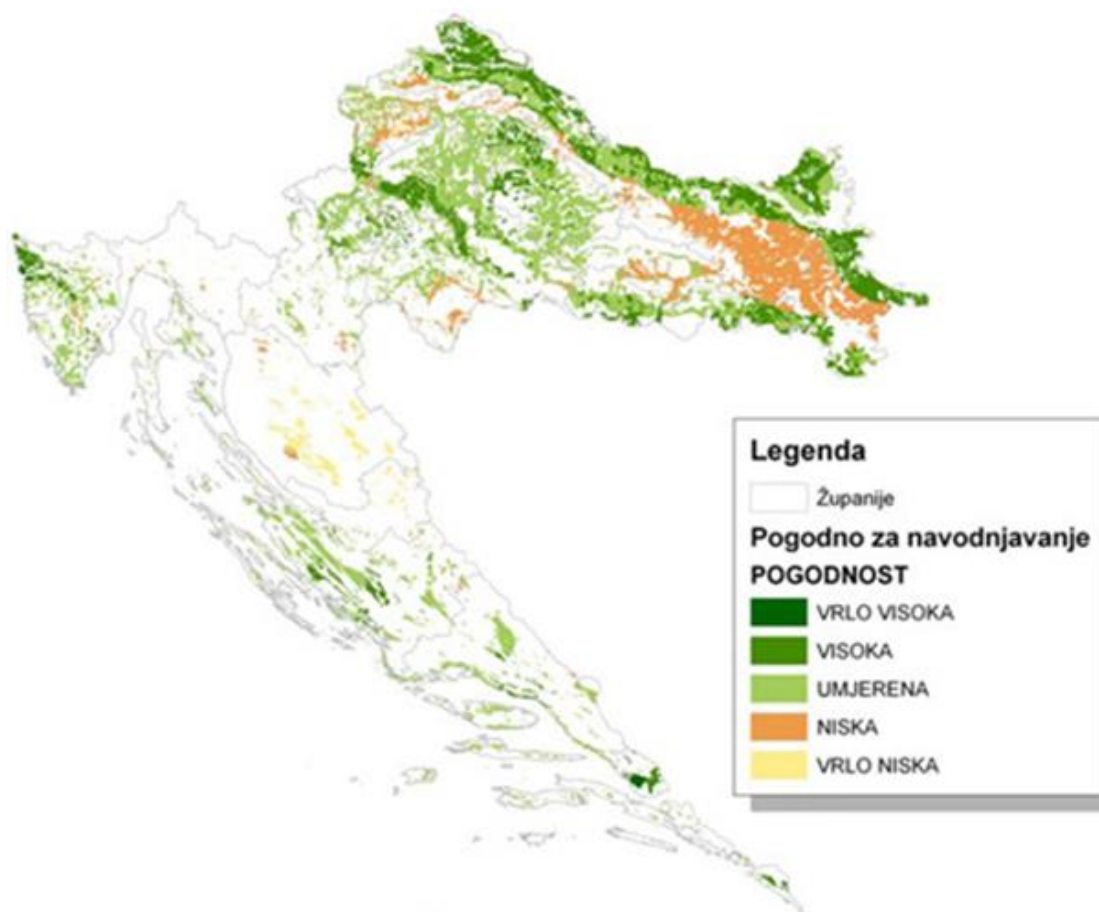 Legenda
Županije
Pogodno za navodnjavanje
POGODNOST
VRLO VISOKA
VISOKA
UMJERENA
NISKA
VRLO NISKA